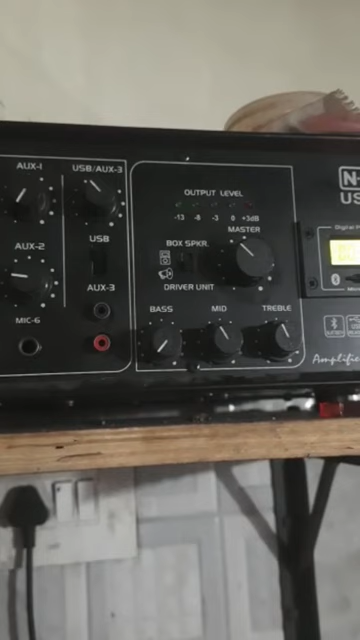 AUX-1
USB/AUX-3
AUX-2
USB
AUX-3
MIC-6
OUTPUT LEVEL
-13 -8 -3 0 +3dB
MASTER
BOX SPKR.
DRIVER UNIT
BASS MID TREBLE
N-
US
Digital P
Amplifie